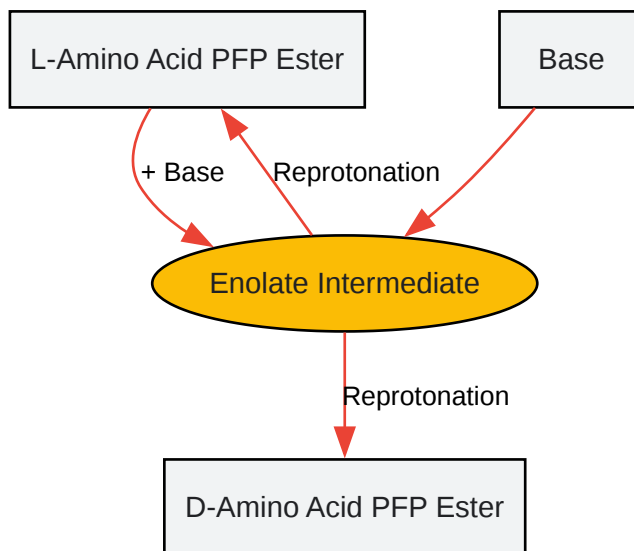 L-Amino Acid PFP Ester
Base
+ Base
Reprotonation
Enolate Intermediate
Reprotonation
D-Amino Acid PFP Ester